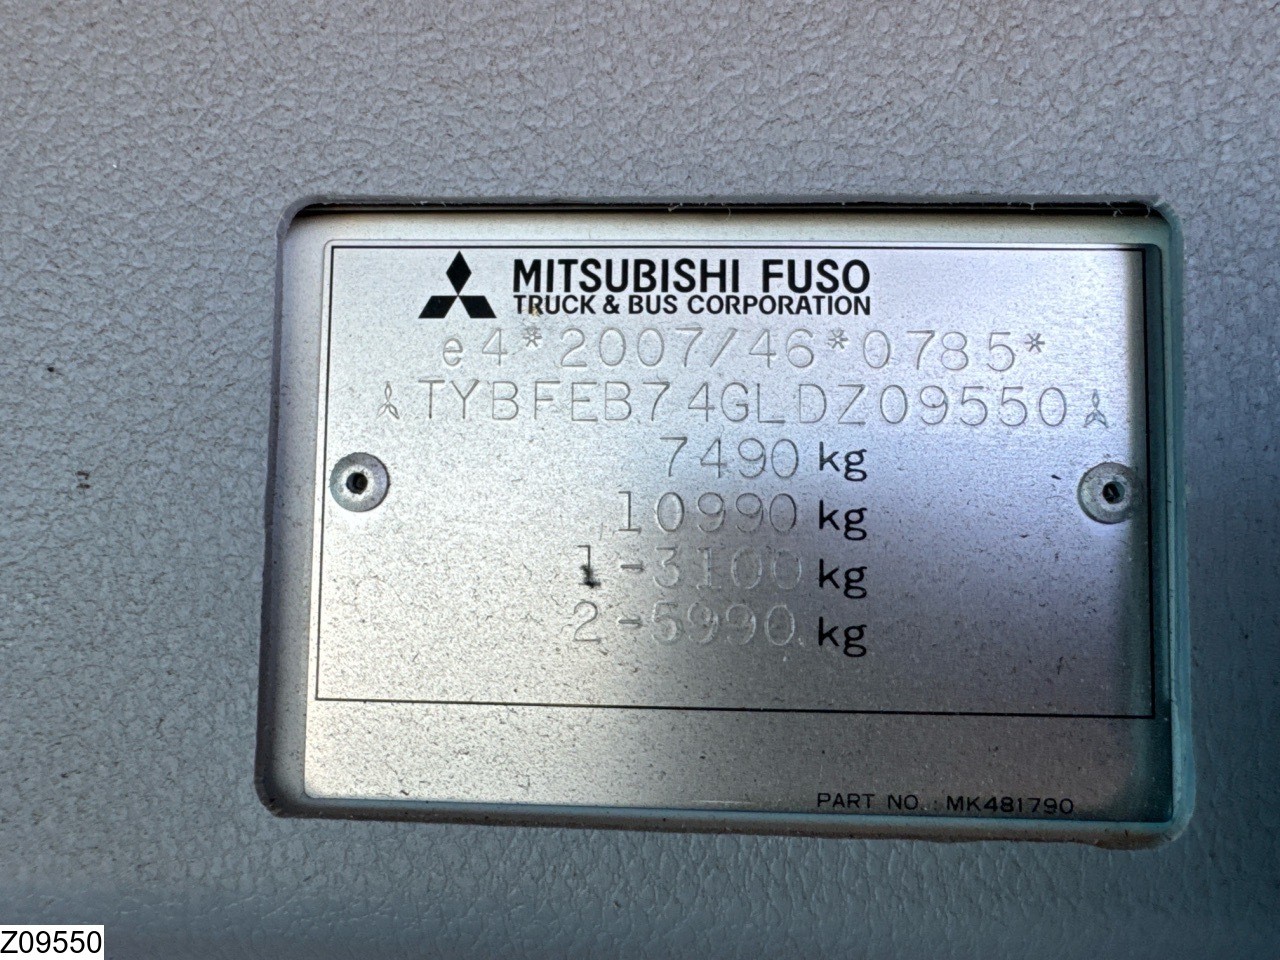 MITSUBISHI FUSO
TRUCK & BUS CORPORATION
e4*2007/46*0785*
TYBFEB74GLDZ09550
7490 kg
10990 kg
1-3100 kg
2-5990 kg
PART NO. : MK481790
Z09550